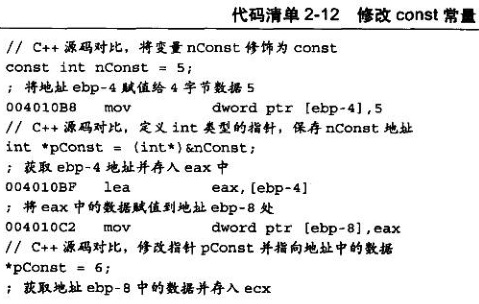 代码清单 2-12 修改 const 常量
// C++ 源码对比，将变量 nConst 修饰为 const
const int nConst = 5;
; 将地址 ebp-4 赋值给 4 字节数据 5
004010B8 mov dword ptr [ebp-4],5
// C++ 源码对比，定义 int 类型的指针，保存 nConst 地址
int *pConst = (int*)&nConst;
; 获取 ebp-4 地址并存入 eax 中
004010BF lea eax,[ebp-4]
; 将 eax 中的数据赋值到地址 ebp-8 处
004010C2 mov dword ptr [ebp-8],eax
// C++ 源码对比，修改指针 pConst 并指向地址中的数据
*pConst = 6;
; 获取地址 ebp-8 中的数据并存入 ecx